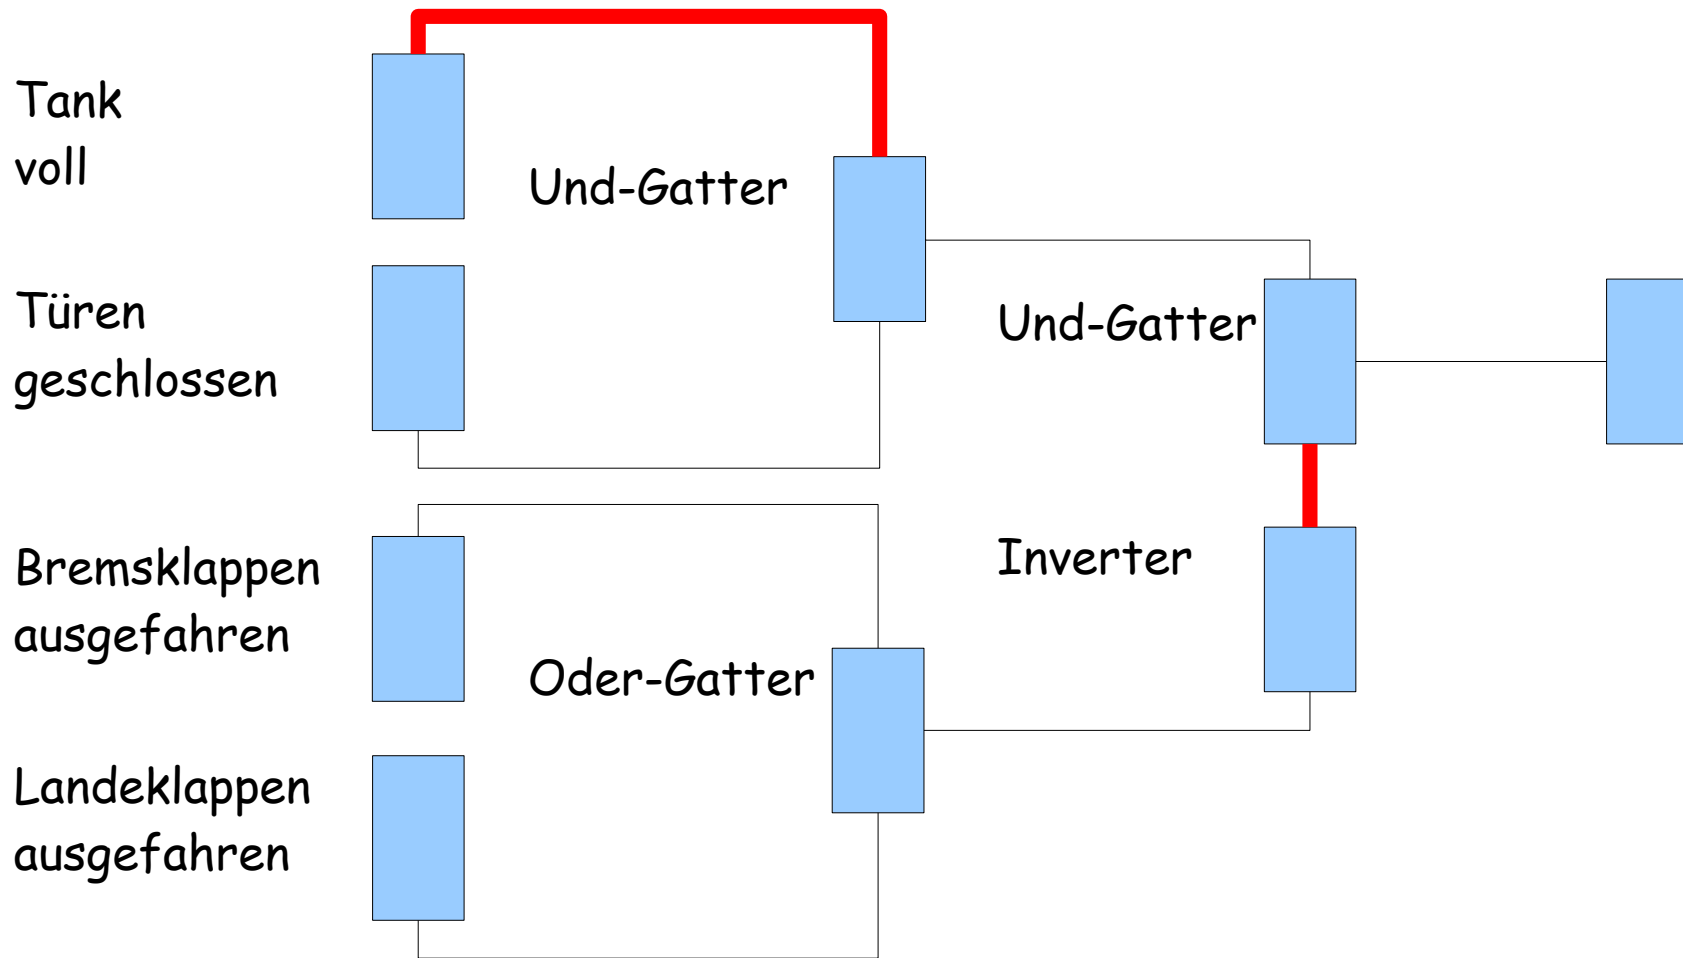 Tank
voll
Und-Gatter
Türen
geschlossen
Und-Gatter
Bremsklappen
ausgefahren
Inverter
Oder-Gatter
Landeklappen
ausgefahren